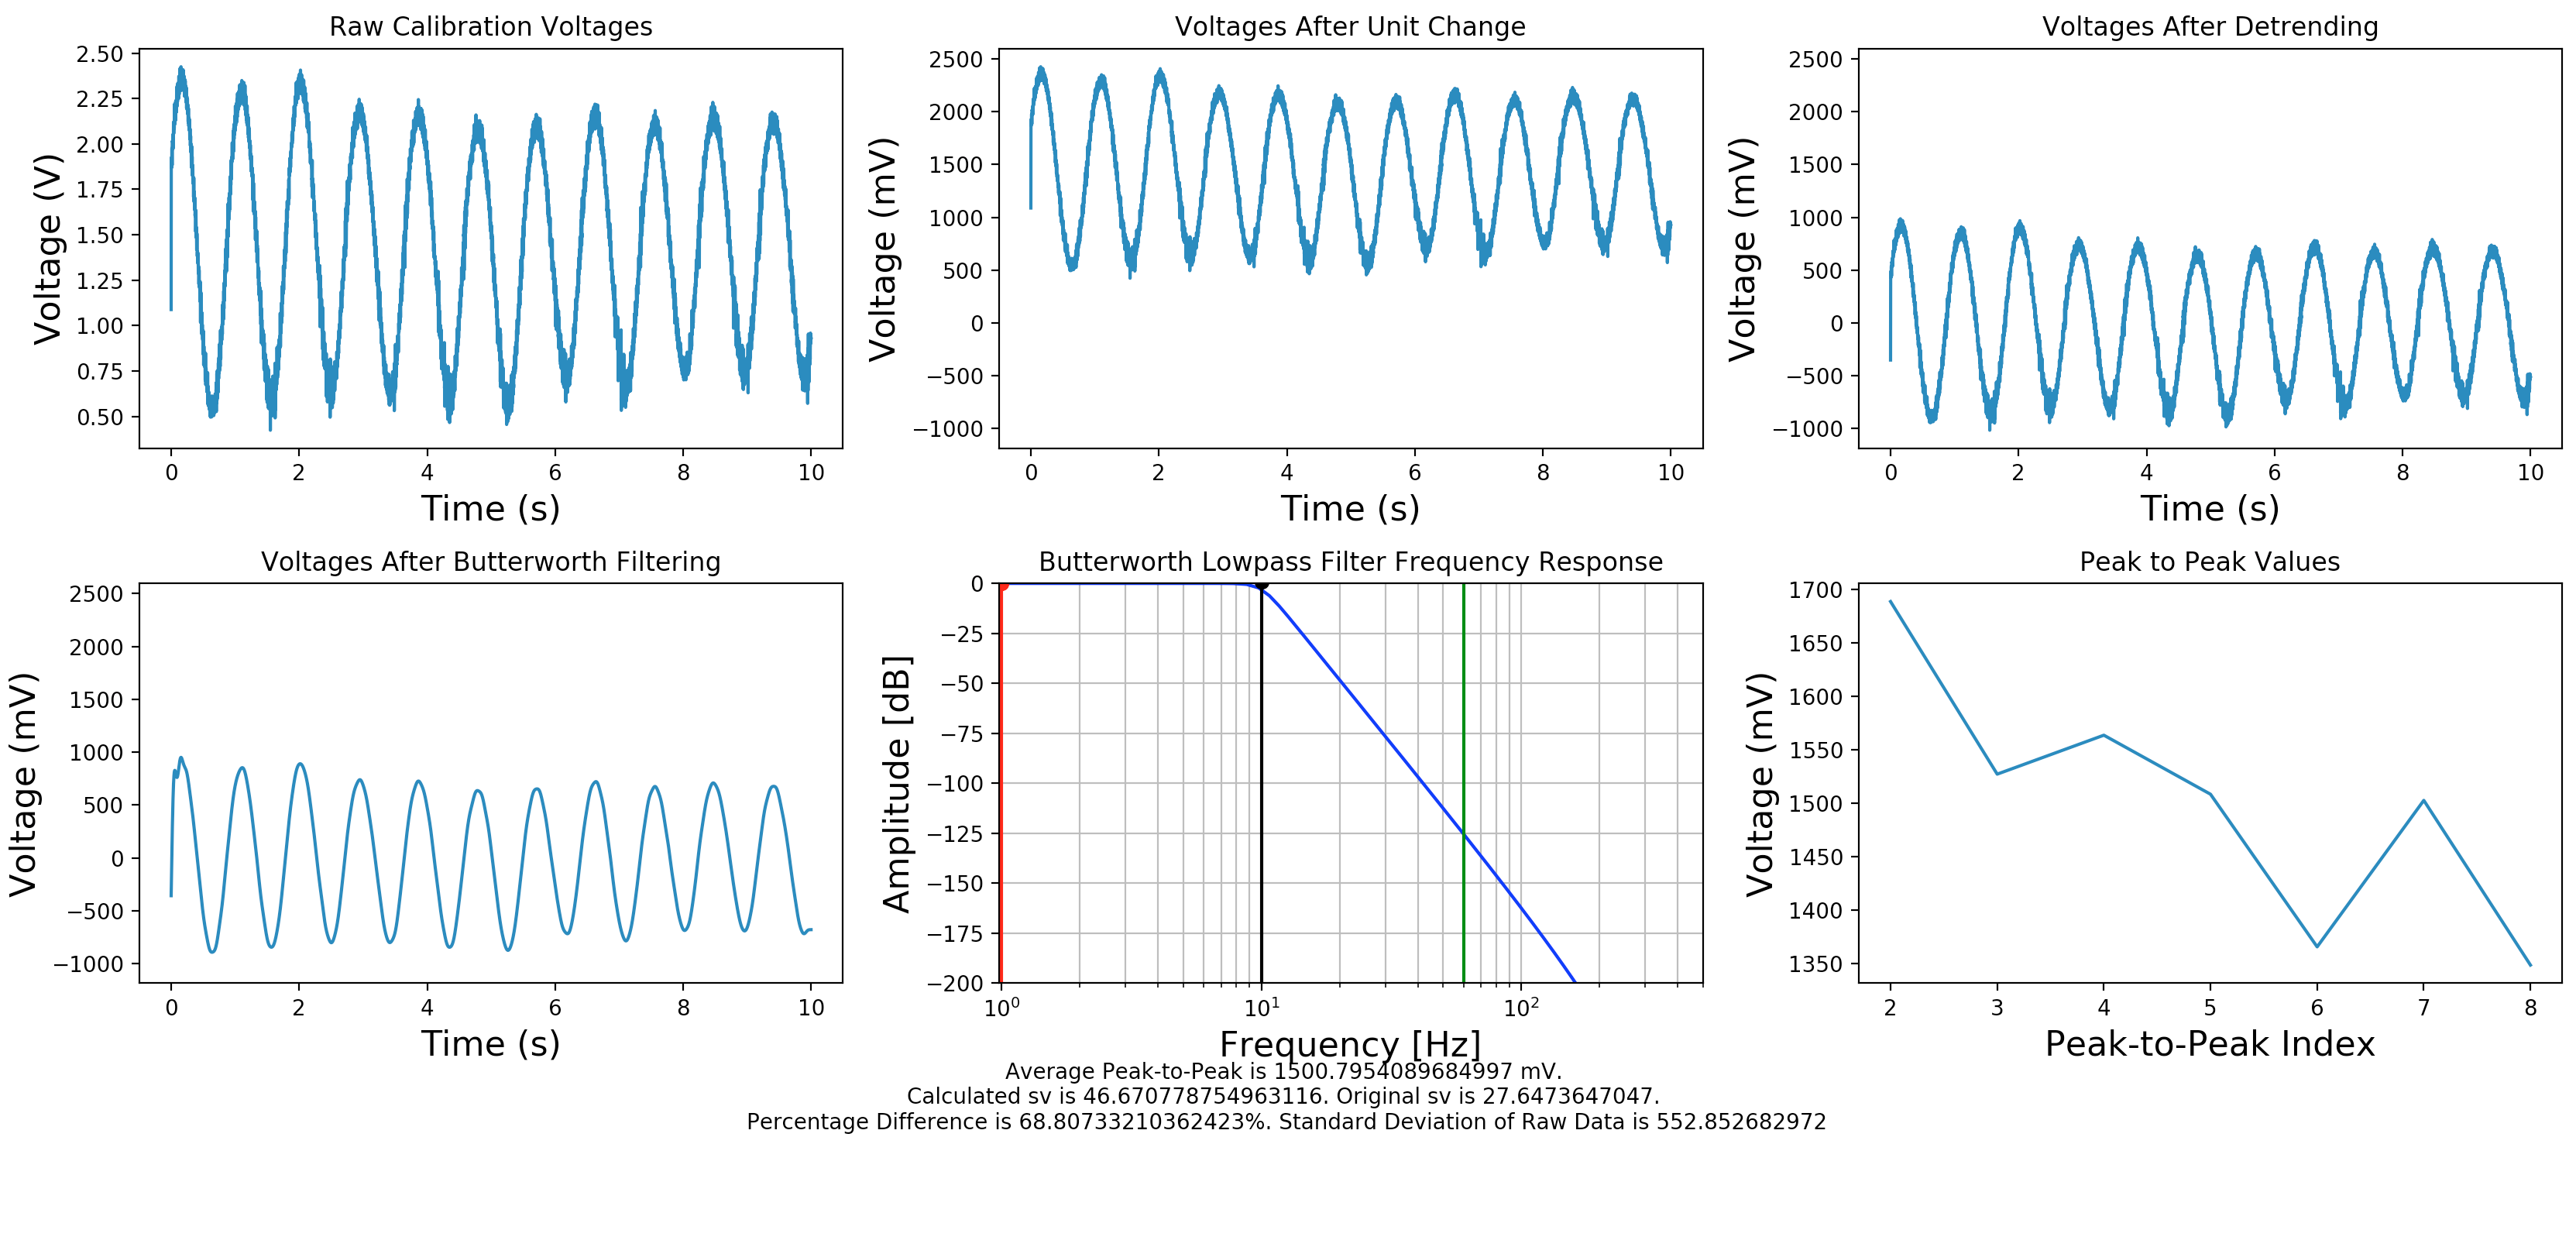 Raw Calibration Voltages
Voltage (V)
2.50
2.25
2.00
1.75
1.50
1.25
1.00
0.75
0.50
0 2 4 6 8 10
Time (s)
Voltages After Unit Change
Voltage (mV)
2500
2000
1500
1000
500
0
−500
−1000
0 2 4 6 8 10
Time (s)
Voltages After Detrending
Voltage (mV)
2500
2000
1500
1000
500
0
−500
−1000
0 2 4 6 8 10
Time (s)
Voltages After Butterworth Filtering
Voltage (mV)
2500
2000
1500
1000
500
0
−500
−1000
0 2 4 6 8 10
Time (s)
Butterworth Lowpass Filter Frequency Response
Amplitude [dB]
0
−25
−50
−75
−100
−125
−150
−175
−200
10⁰ 10¹ 10²
Frequency [Hz]
Peak to Peak Values
Voltage (mV)
1700
1650
1600
1550
1500
1450
1400
1350
2 3 4 5 6 7 8
Peak-to-Peak Index
Average Peak-to-Peak is 1500.7954089684997 mV.
Calculated sv is 46.670778754963116. Original sv is 27.6473647047.
Percentage Difference is 68.80733210362423%. Standard Deviation of Raw Data is 552.852682972